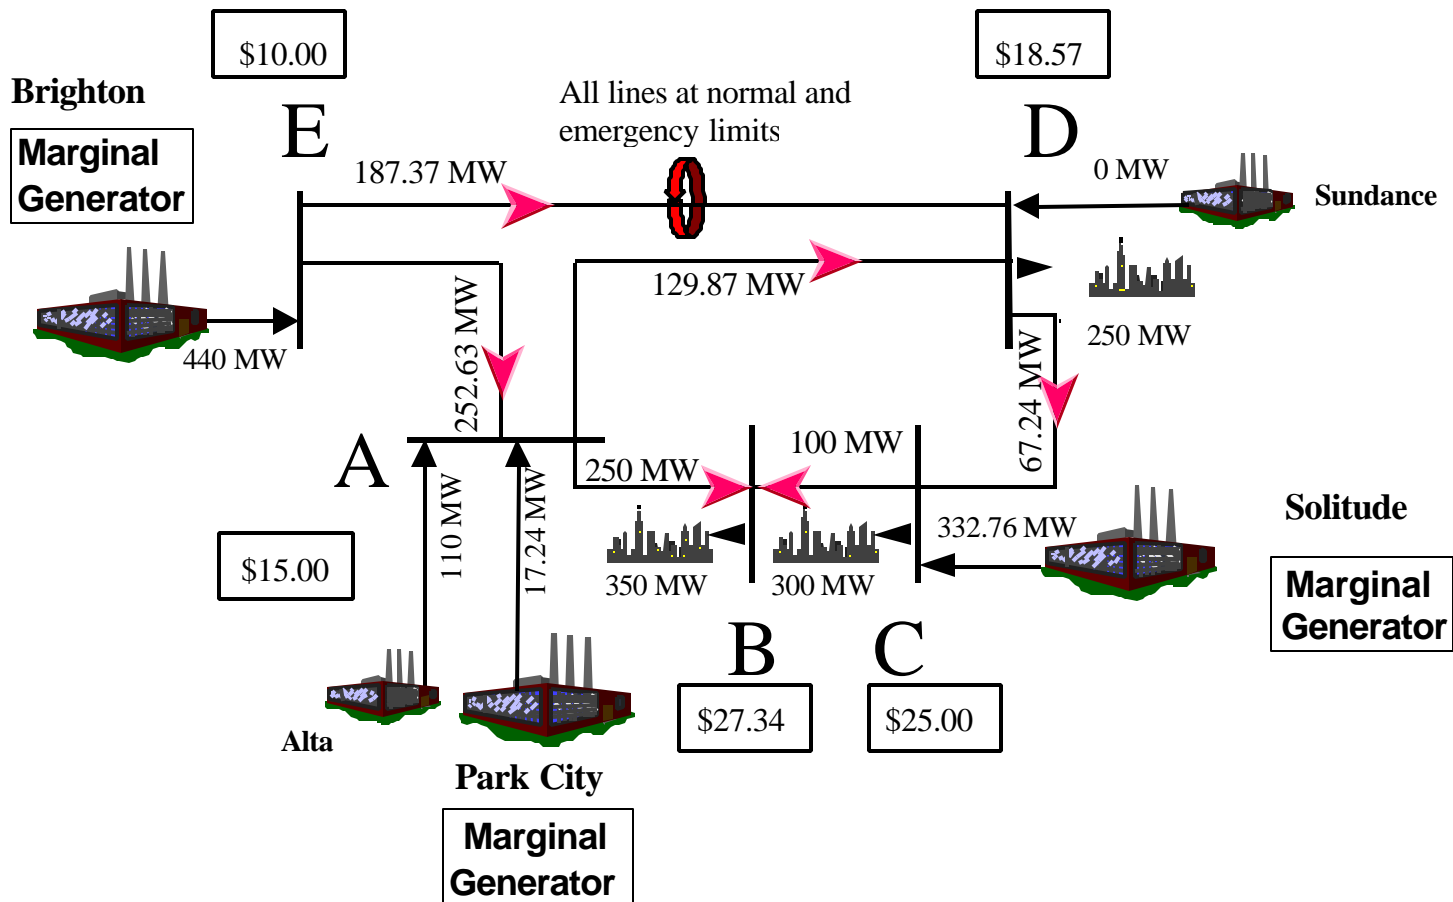 $10.00
$18.57
Brighton
Marginal
Generator
E
All lines at normal and
emergency limits
D
187.37 MW
0 MW
Sundance
129.87 MW
250 MW
440 MW
252.63 MW
67.24 MW
A
250 MW
100 MW
110 MW
17.24 MW
350 MW
300 MW
332.76 MW
Solitude
Marginal
Generator
$15.00
B
C
$27.34
$25.00
Alta
Park City
Marginal
Generator